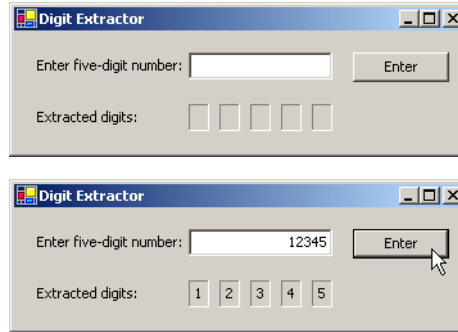 Digit Extractor
Enter five-digit number: Enter
Extracted digits:
Digit Extractor
Enter five-digit number: 12345 Enter
Extracted digits: 1 2 3 4 5